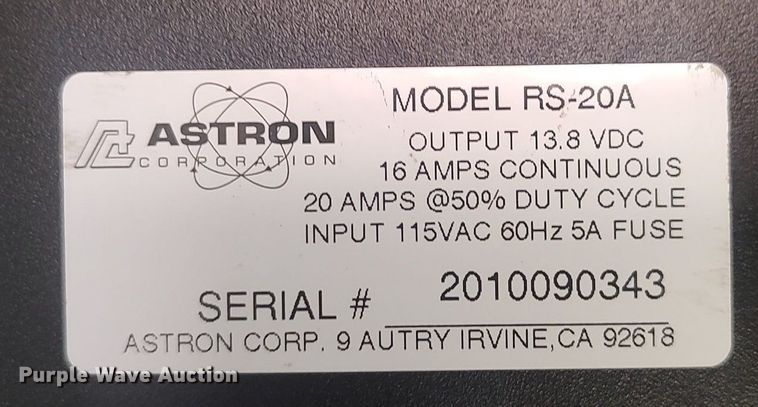 ASTRON
CORPORATION
MODEL RS-20A
OUTPUT 13.8 VDC
16 AMPS CONTINUOUS
20 AMPS @50% DUTY CYCLE
INPUT 115VAC 60Hz 5A FUSE
SERIAL # 2010090343
ASTRON CORP. 9 AUTRY IRVINE,CA 92618
Purple Wave Auction